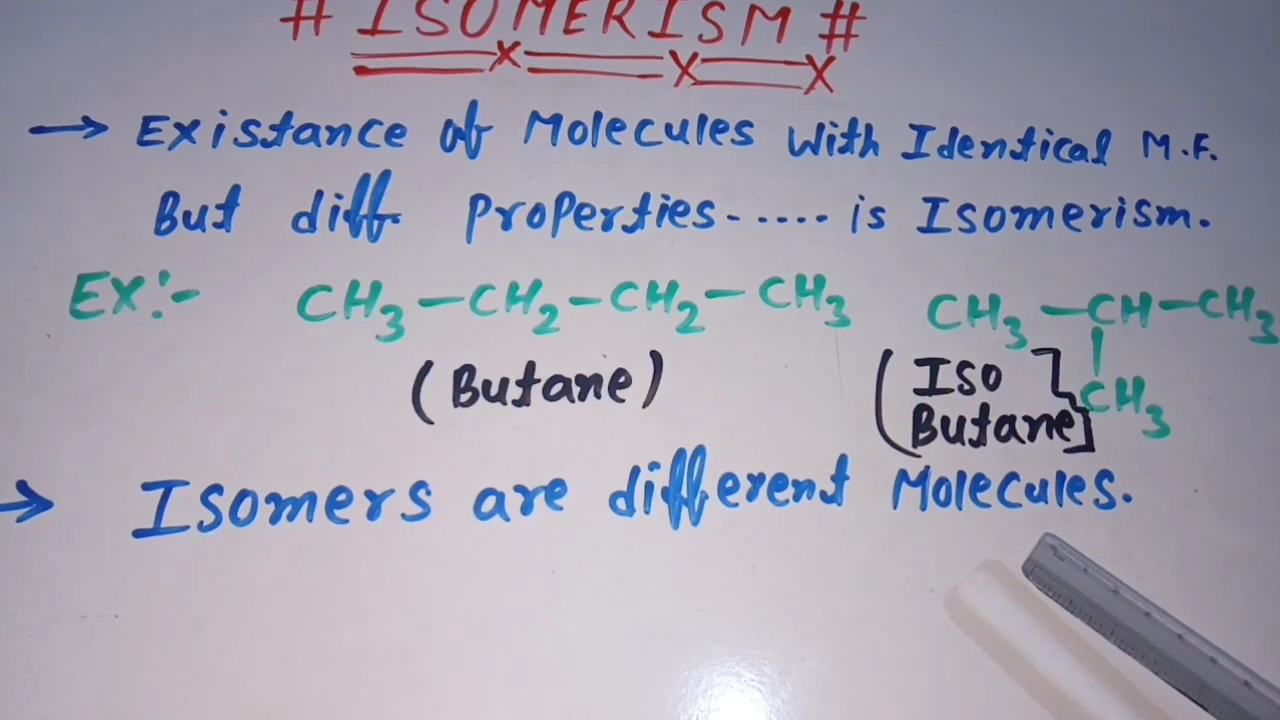 # ISOMERISM #
→ Existance of Molecules With Identical M.F.
But diff. Properties...... is Isomerism.
Ex:- CH₃-CH₂-CH₂-CH₃ CH₃-CH-CH₃
|
CH₃
(Butane) (Iso
Butane]
→ Isomers are different Molecules.